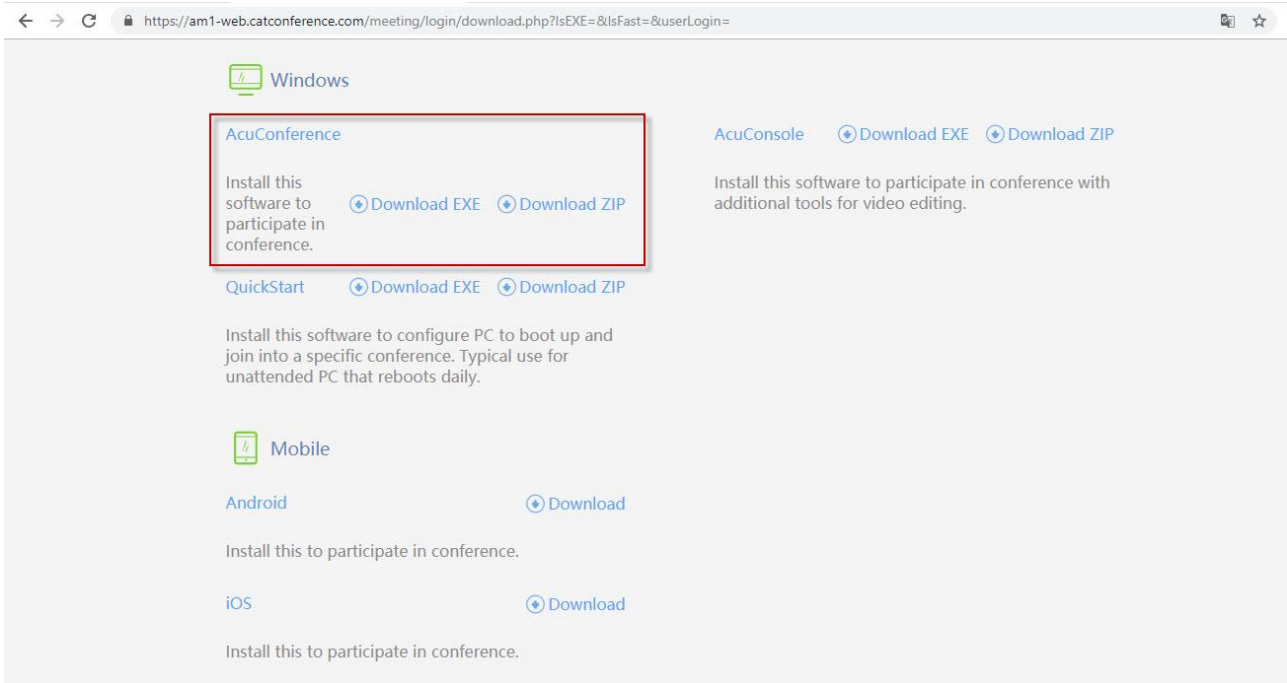 https://am1-web.catconference.com/meeting/login/download.php?IsEXE=&IsFast=&userLogin=
Windows
AcuConference
Install this
software to
participate in
conference.
Download EXE Download ZIP
AcuConsole Download EXE Download ZIP
Install this software to participate in conference with
additional tools for video editing.
QuickStart Download EXE Download ZIP
Install this software to configure PC to boot up and
join into a specific conference. Typical use for
unattended PC that reboots daily.
Mobile
Android Download
Install this to participate in conference.
iOS Download
Install this to participate in conference.